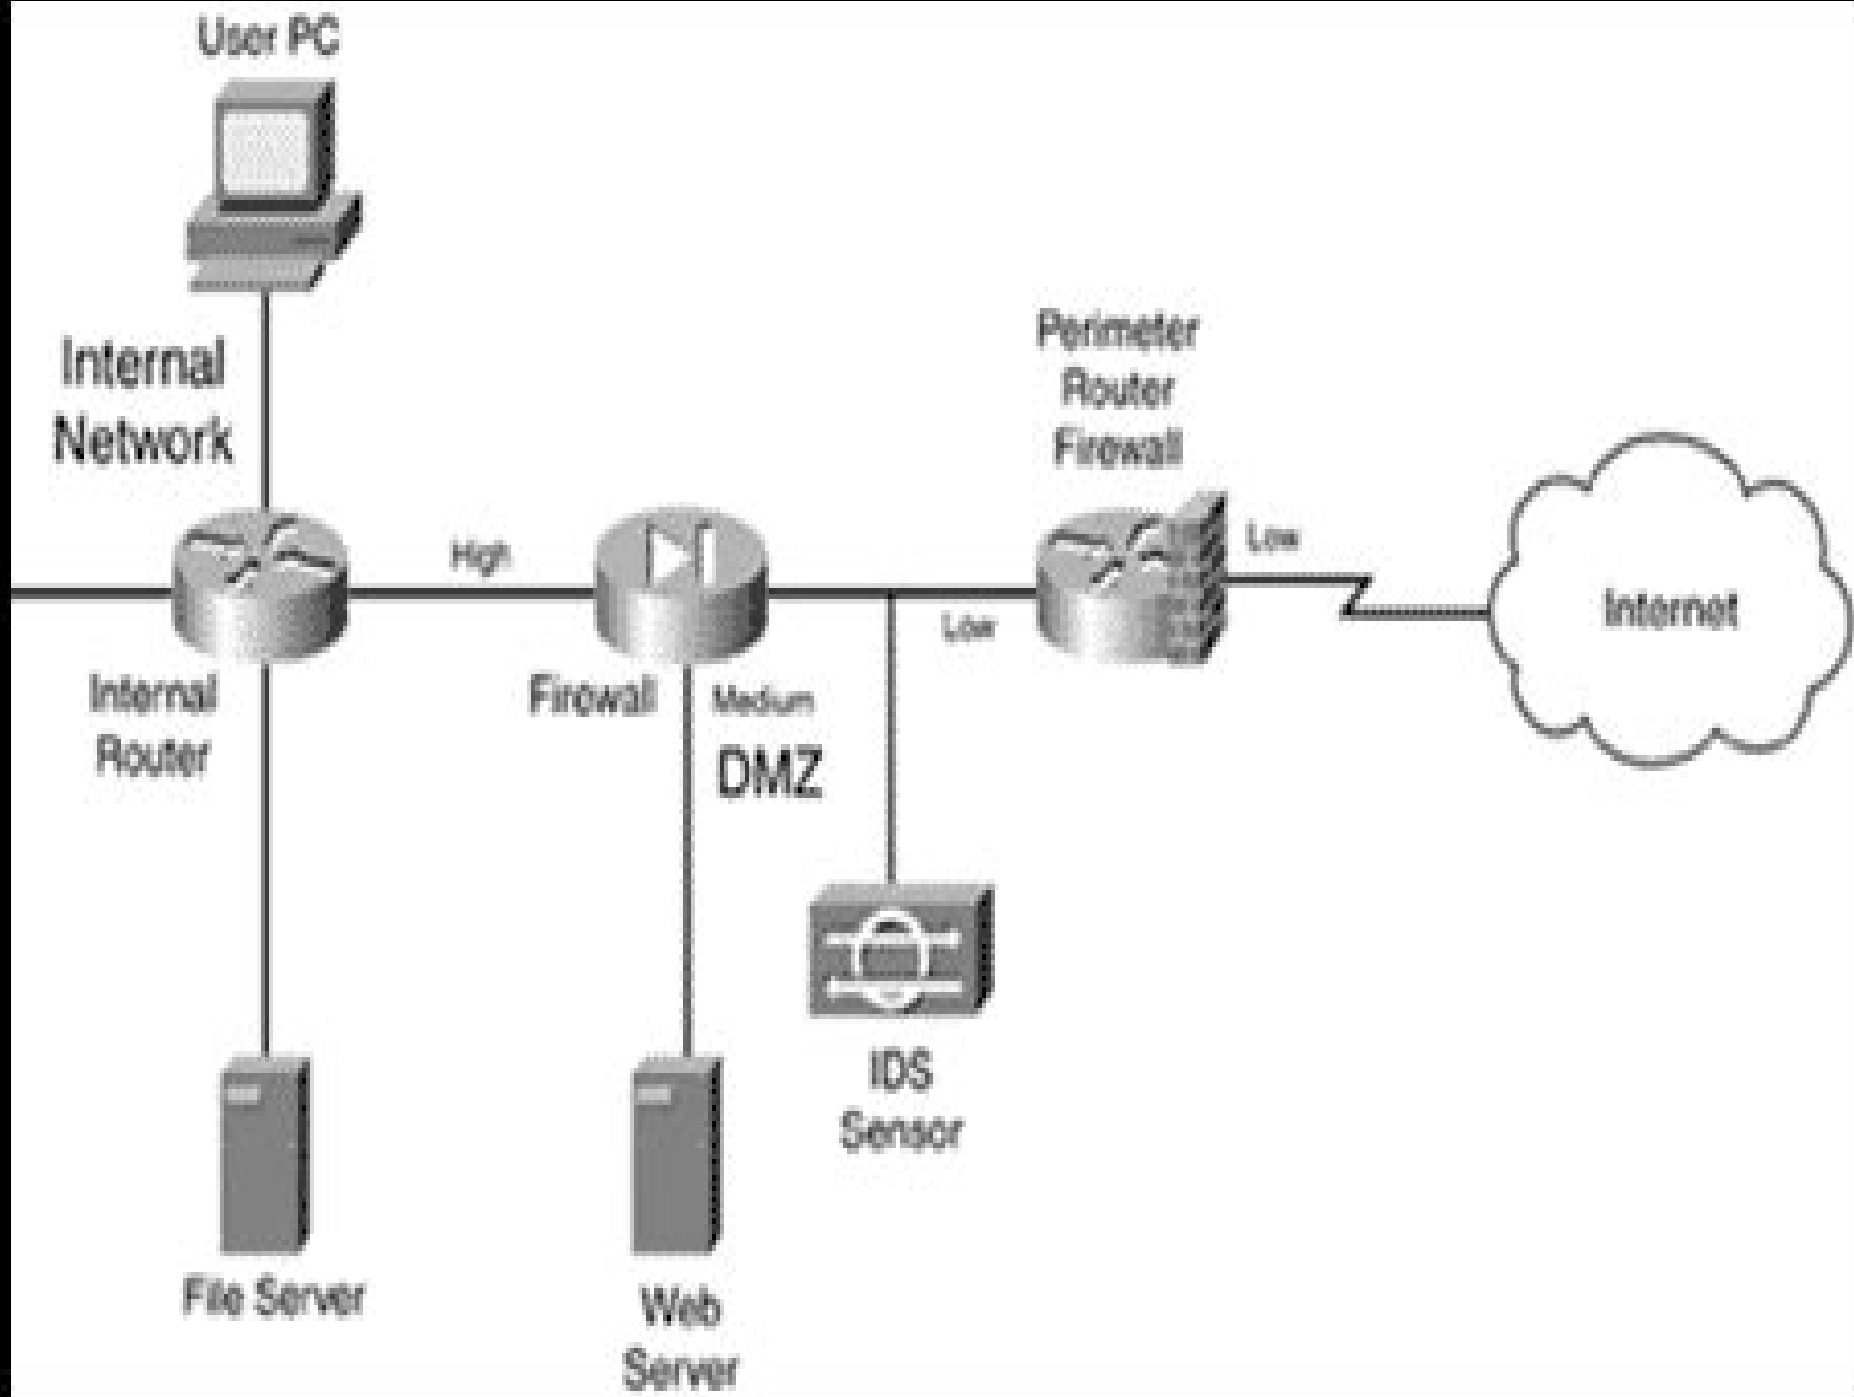 User PC
Internal
Network
Perimeter
Router
Firewall
High
Low
Internet
Low
Internal
Router
Firewall
Medium
DMZ
IDS
Sensor
File Server
Web
Server